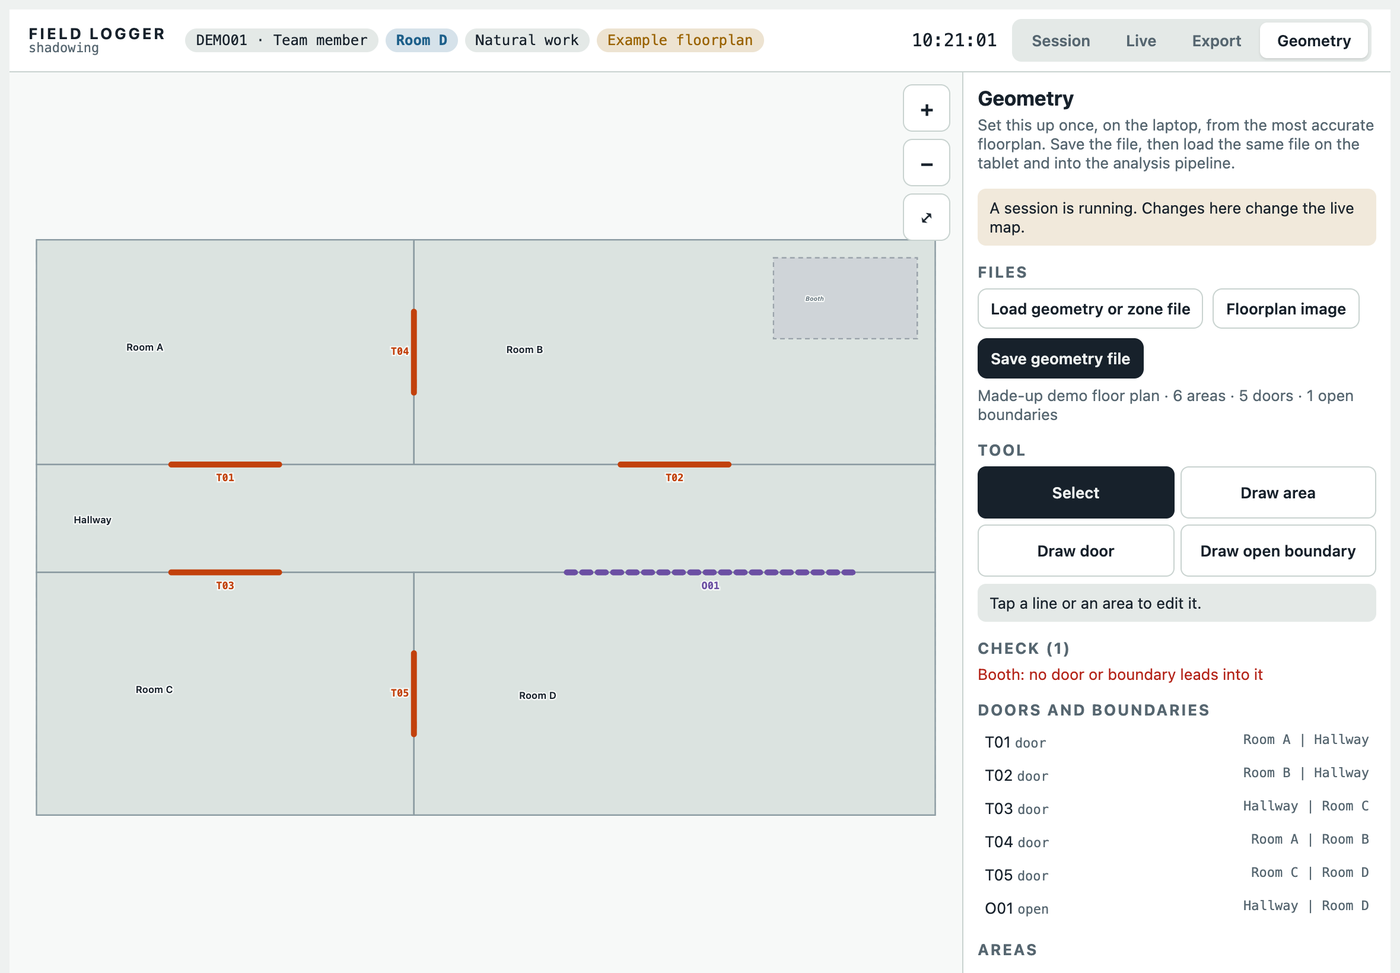 FIELD LOGGER
shadowing
DEMO01 · Team member
Room D
Natural work
Example floorplan
10:21:01
Session
Live
Export
Geometry
+
−
⤢
Room A
T04
Room B
Booth
T01
T02
Hallway
T03
O01
Room C
T05
Room D
Geometry
Set this up once, on the laptop, from the most accurate
floorplan. Save the file, then load the same file on the
tablet and into the analysis pipeline.
A session is running. Changes here change the live
map.
FILES
Load geometry or zone file
Floorplan image
Save geometry file
Made-up demo floor plan · 6 areas · 5 doors · 1 open
boundaries
TOOL
Select
Draw area
Draw door
Draw open boundary
Tap a line or an area to edit it.
CHECK (1)
Booth: no door or boundary leads into it
DOORS AND BOUNDARIES
T01 door Room A | Hallway
T02 door Room B | Hallway
T03 door Hallway | Room C
T04 door Room A | Room B
T05 door Room C | Room D
O01 open Hallway | Room D
AREAS